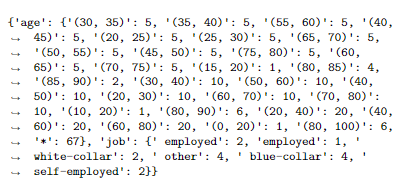 {'age': {'(30, 35)': 5, '(35, 40)': 5, '(55, 60)': 5, '(40,
↪ 45)': 5, '(20, 25)': 5, '(25, 30)': 5, '(65, 70)': 5,
↪ '(50, 55)': 5, '(45, 50)': 5, '(75, 80)': 5, '(60,
↪ 65)': 5, '(70, 75)': 5, '(15, 20)': 1, '(80, 85)': 4,
↪ '(85, 90)': 2, '(30, 40)': 10, '(50, 60)': 10, '(40,
↪ 50)': 10, '(20, 30)': 10, '(60, 70)': 10, '(70, 80)':
↪ 10, '(10, 20)': 1, '(80, 90)': 6, '(20, 40)': 20, '(40,
↪ 60)': 20, '(60, 80)': 20, '(0, 20)': 1, '(80, 100)': 6,
↪ '*': 67}, 'job': {' employed': 2, 'employed': 1, '
↪ white-collar': 2, ' other': 4, ' blue-collar': 4, '
↪ self-employed': 2}}